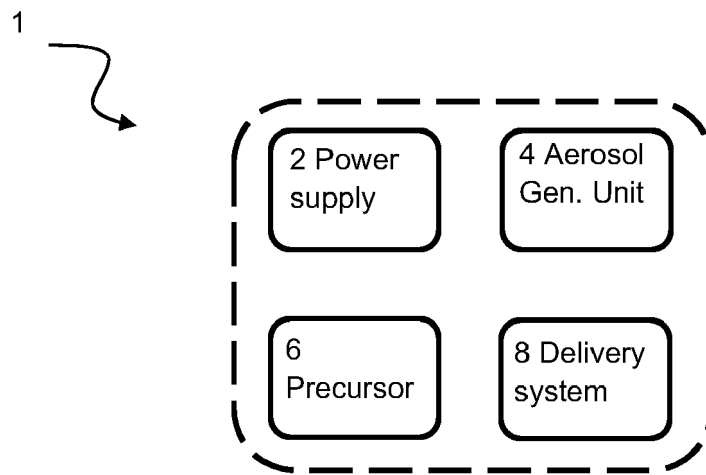 1
2 Power
supply
4 Aerosol
Gen. Unit
6
Precursor
8 Delivery
system